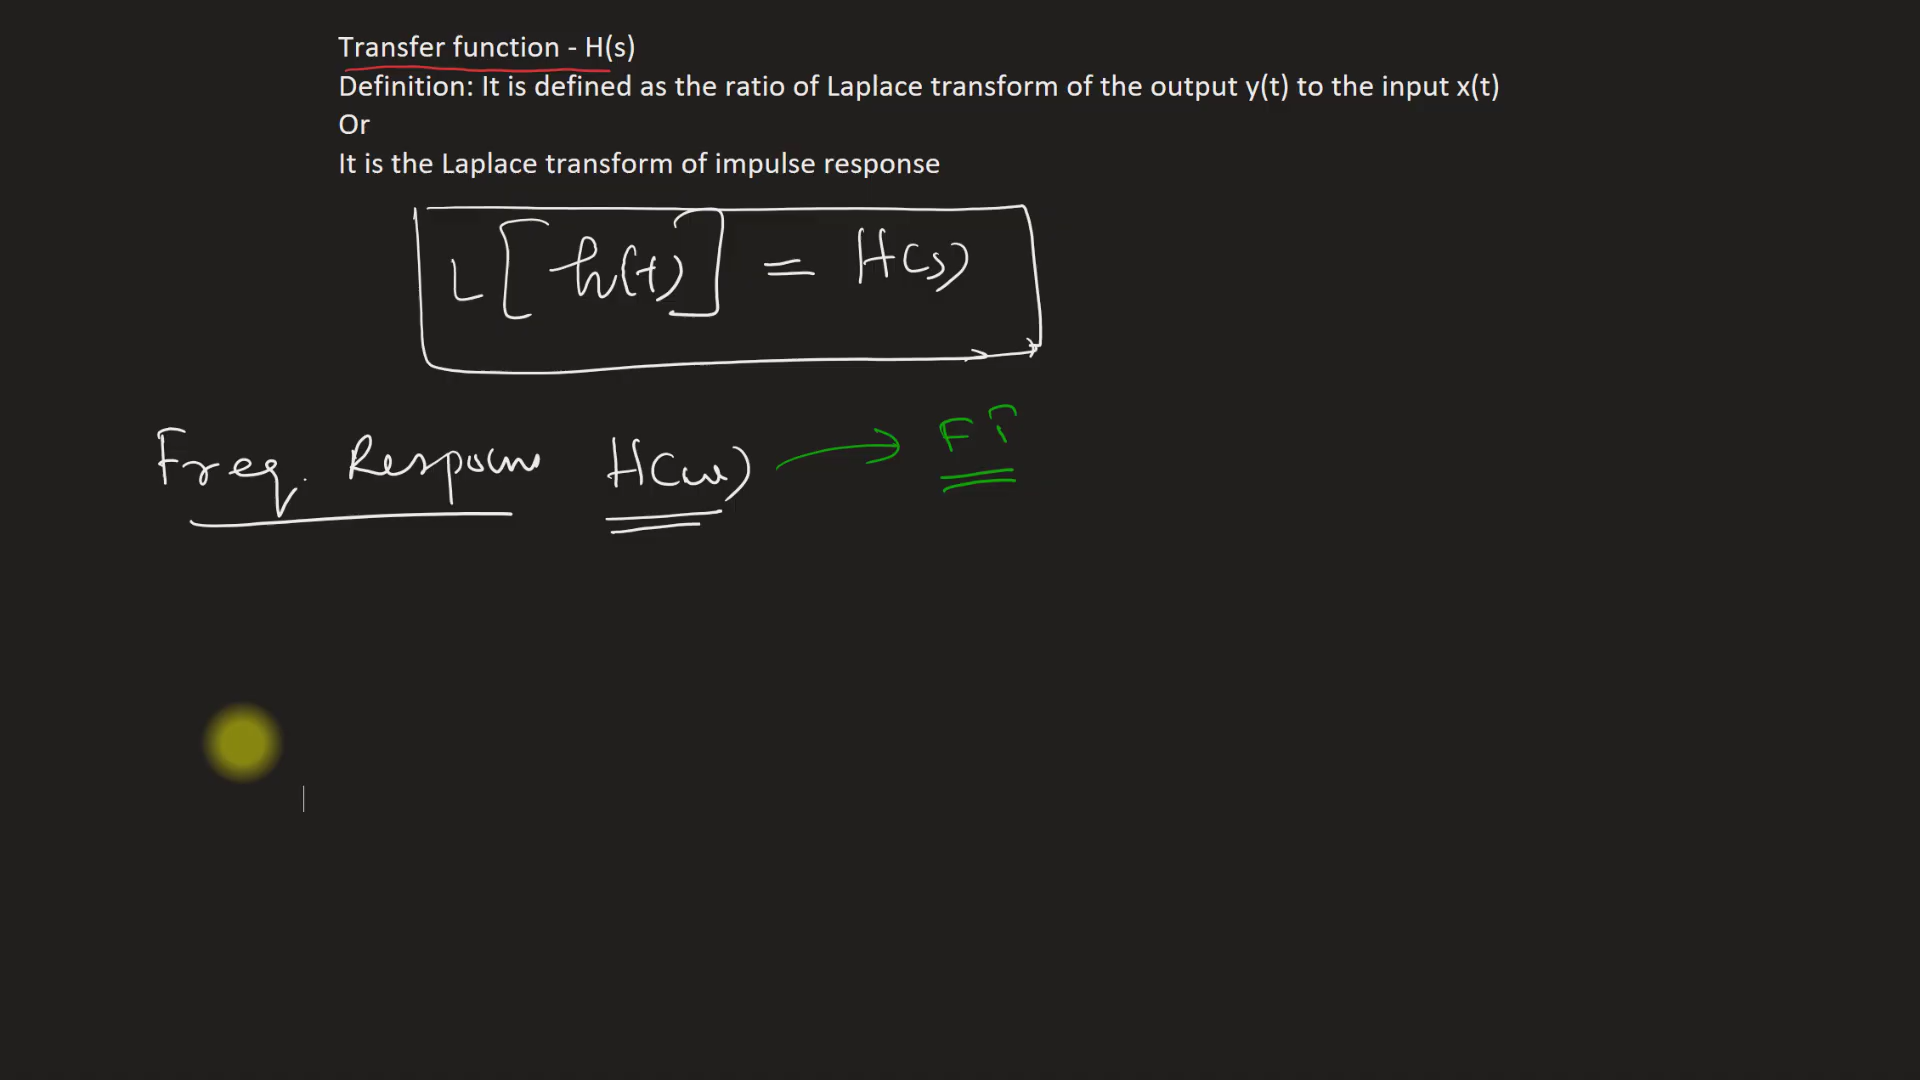 Transfer function - H(s)
Definition: It is defined as the ratio of Laplace transform of the output y(t) to the input x(t)
Or
It is the Laplace transform of impulse response
L[h(t)] = H(s)
Freq. Respons H(ω) → FT